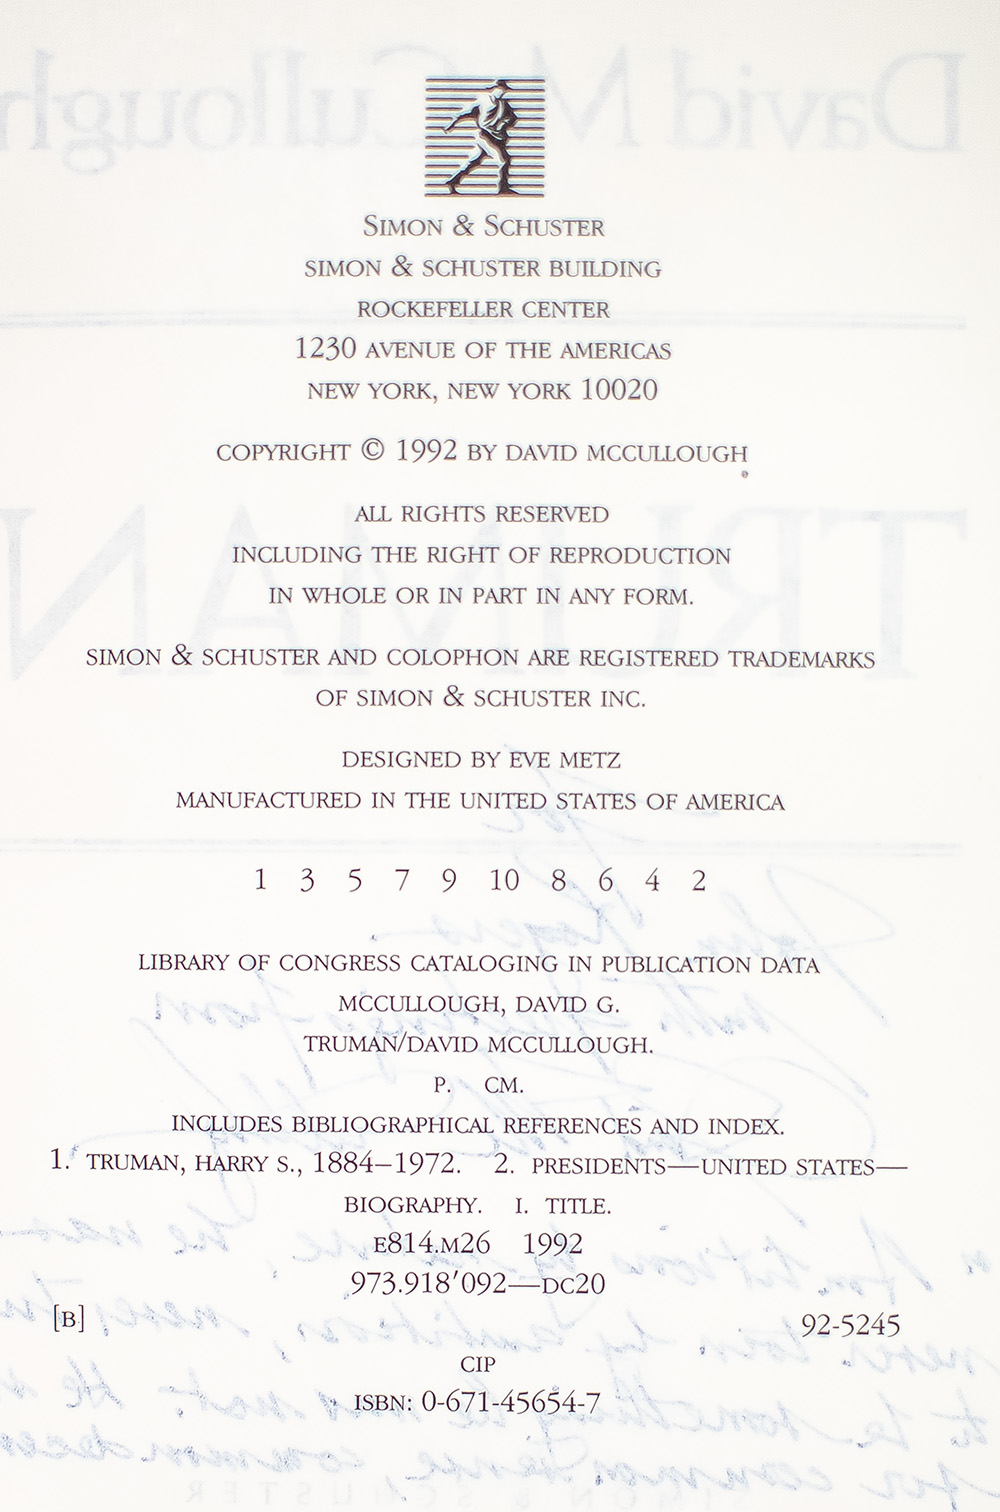 SIMON & SCHUSTER
SIMON & SCHUSTER BUILDING
ROCKEFELLER CENTER
1230 AVENUE OF THE AMERICAS
NEW YORK, NEW YORK 10020
COPYRIGHT © 1992 BY DAVID MCCULLOUGH
ALL RIGHTS RESERVED
INCLUDING THE RIGHT OF REPRODUCTION
IN WHOLE OR IN PART IN ANY FORM.
SIMON & SCHUSTER AND COLOPHON ARE REGISTERED TRADEMARKS
OF SIMON & SCHUSTER INC.
DESIGNED BY EVE METZ
MANUFACTURED IN THE UNITED STATES OF AMERICA
1 3 5 7 9 10 8 6 4 2
LIBRARY OF CONGRESS CATALOGING IN PUBLICATION DATA
MCCULLOUGH, DAVID G.
TRUMAN/DAVID MCCULLOUGH.
P. CM.
INCLUDES BIBLIOGRAPHICAL REFERENCES AND INDEX.
1. TRUMAN, HARRY S., 1884–1972. 2. PRESIDENTS—UNITED STATES—
BIOGRAPHY. I. TITLE.
E814.M26 1992
973.918′092—DC20
[B] 92-5245
CIP
ISBN: 0-671-45654-7